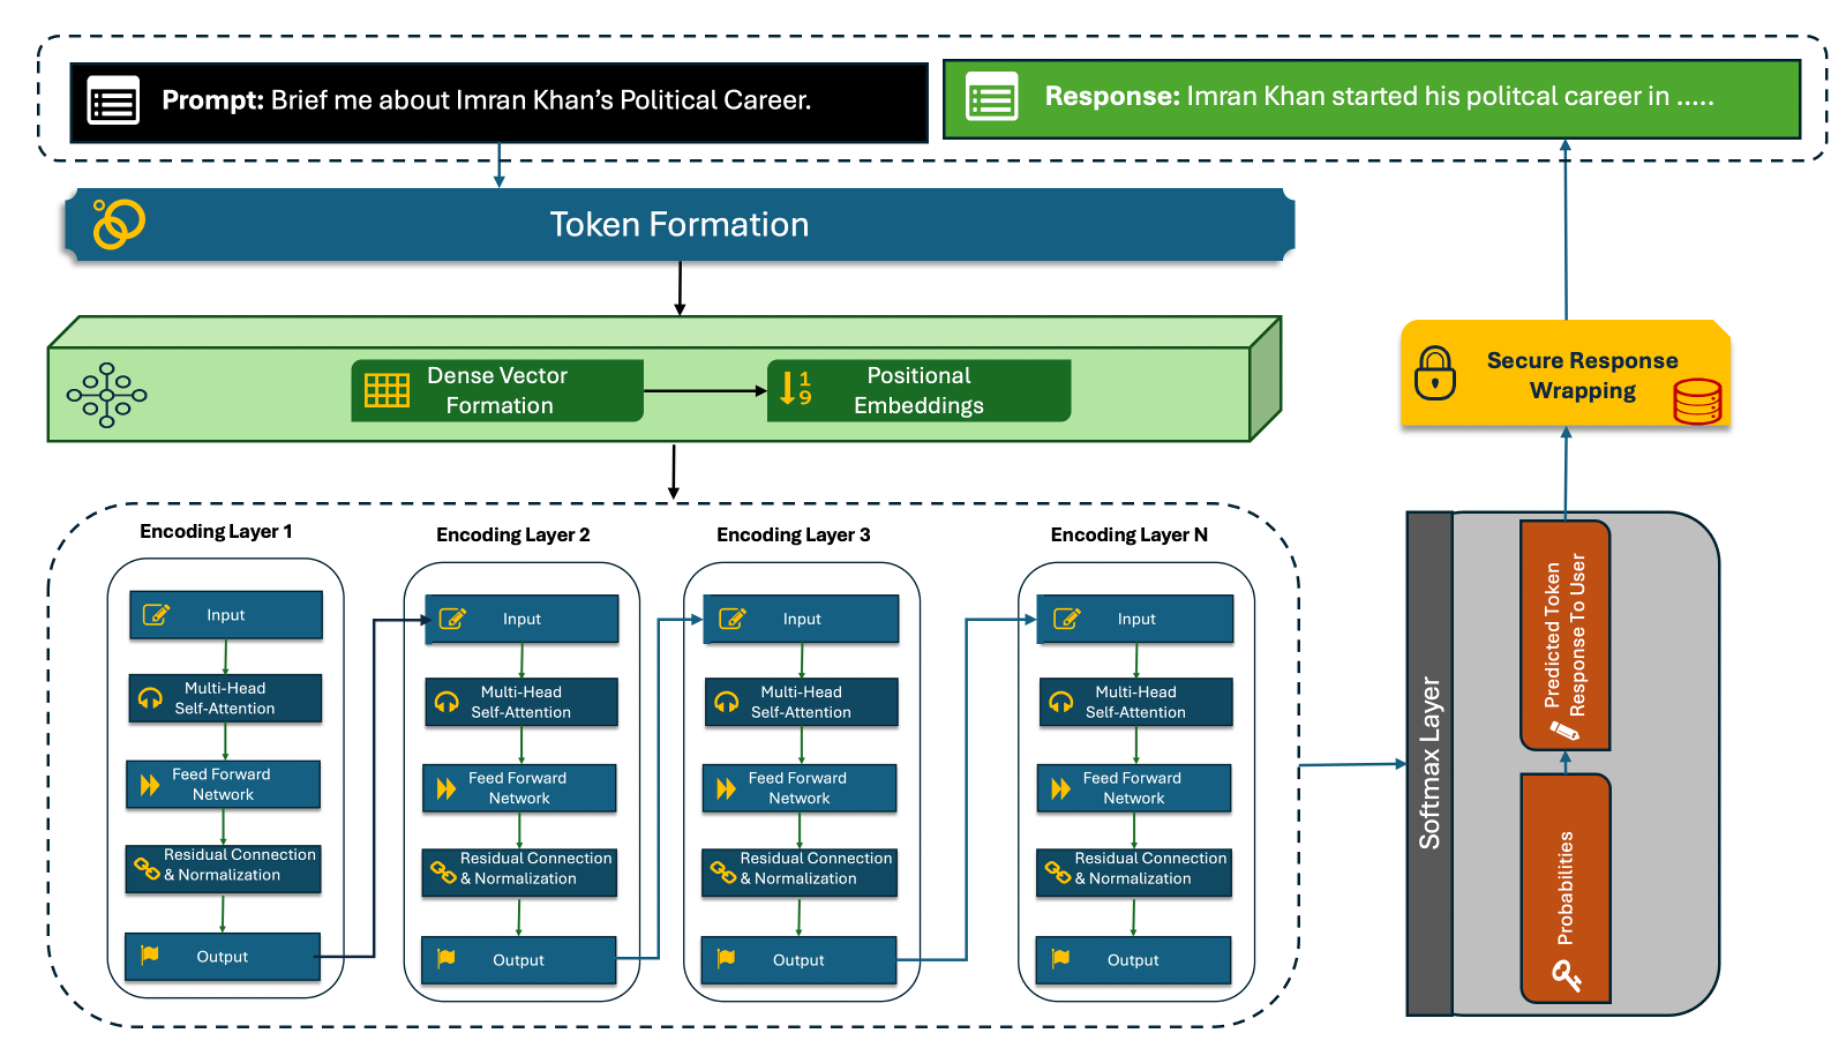 Prompt: Brief me about Imran Khan's Political Career.
Response: Imran Khan started his politcal career in .....
Token Formation
Dense Vector
Formation
1
9
Positional
Embeddings
Secure Response
Wrapping
Encoding Layer 1
Input
Multi-Head
Self-Attention
Feed Forward
Network
Residual Connection
& Normalization
Output
Encoding Layer 2
Input
Multi-Head
Self-Attention
Feed Forward
Network
Residual Connection
& Normalization
Output
Encoding Layer 3
Input
Multi-Head
Self-Attention
Feed Forward
Network
Residual Connection
& Normalization
Output
Encoding Layer N
Input
Multi-Head
Self-Attention
Feed Forward
Network
Residual Connection
& Normalization
Output
Softmax Layer
Predicted Token
Response To User
Probabilities